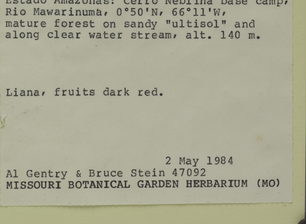 Estado Amazonas: Cerro Neblina base camp,
Rio Mawarinuma, 0°50'N, 66°11'W,
mature forest on sandy "ultisol" and
along clear water stream, alt. 140 m.
Liana, fruits dark red.
2 May 1984
Al Gentry & Bruce Stein 47092
MISSOURI BOTANICAL GARDEN HERBARIUM (MO)